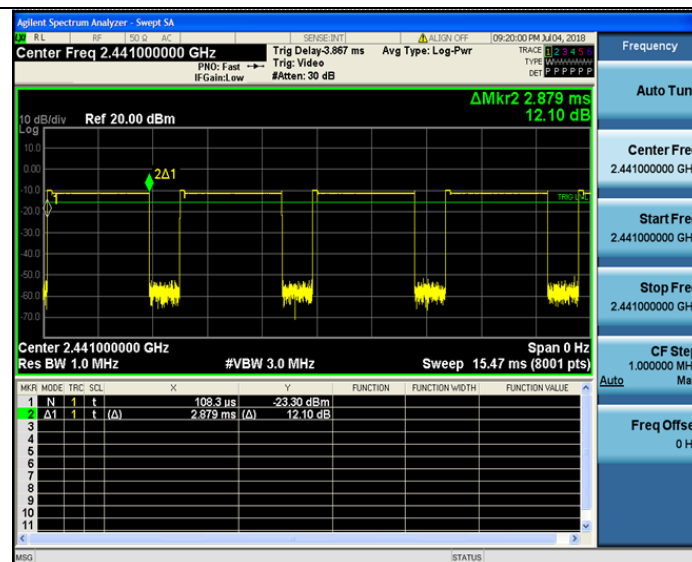 Agilent Spectrum Analyzer - Swept SA
LXI RL RF 50 Ω AC SENSE:INT ALIGN OFF 09:20:00 PM Jul 04, 2018
Center Freq 2.441000000 GHz
Trig Delay-3.867 ms Avg Type: Log-Pwr
TRACE 1 2 3 4 5 6
PNO: Fast Trig: Video
TYPE W
IFGain:Low #Atten: 30 dB
DET P P P P P P
ΔMkr2 2.879 ms
12.10 dB
10 dB/div Ref 20.00 dBm
Log
10.0
0.00
-10.0
-20.0
-30.0
-40.0
-50.0
-60.0
-70.0
2Δ1
1
TRIG LVL
Center 2.441000000 GHz Span 0 Hz
Res BW 1.0 MHz #VBW 3.0 MHz Sweep 15.47 ms (8001 pts)
MKR MODE TRC SCL X Y FUNCTION FUNCTION WIDTH FUNCTION VALUE
1 N 1 t 108.3 µs -23.30 dBm
2 Δ1 1 t (Δ) 2.879 ms (Δ) 12.10 dB
3
4
5
6
7
8
9
10
11
MSG STATUS
Frequency
Auto Tun
Center Fre
2.441000000 GH
Start Fre
2.441000000 GH
Stop Fre
2.441000000 GH
CF Ste
1.000000 MH
Auto Ma
Freq Offse
0 H